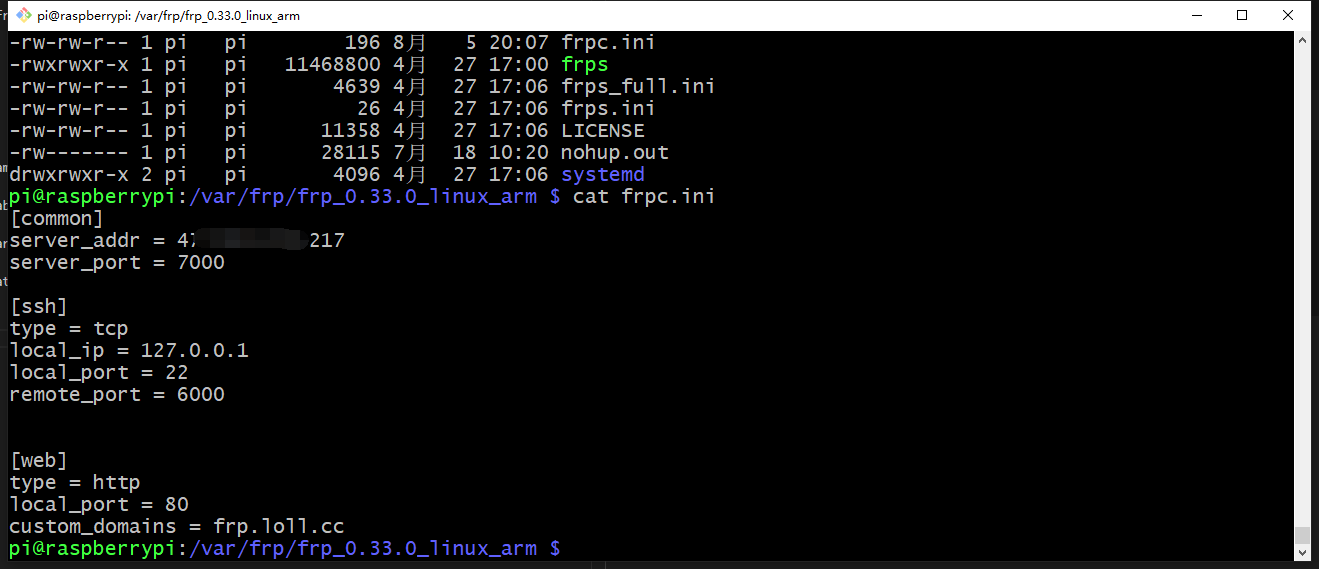 pi@raspberrypi: /var/frp/frp_0.33.0_linux_arm
-rw-rw-r-- 1 pi pi 196 8月 5 20:07 frpc.ini
-rwxrwxr-x 1 pi pi 11468800 4月 27 17:00 frps
-rw-rw-r-- 1 pi pi 4639 4月 27 17:06 frps_full.ini
-rw-rw-r-- 1 pi pi 26 4月 27 17:06 frps.ini
-rw-rw-r-- 1 pi pi 11358 4月 27 17:06 LICENSE
-rw------- 1 pi pi 28115 7月 18 10:20 nohup.out
drwxrwxr-x 2 pi pi 4096 4月 27 17:06 systemd
pi@raspberrypi:/var/frp/frp_0.33.0_linux_arm $ cat frpc.ini
[common]
server_addr = 47 217
server_port = 7000
[ssh]
type = tcp
local_ip = 127.0.0.1
local_port = 22
remote_port = 6000
[web]
type = http
local_port = 80
custom_domains = frp.loll.cc
pi@raspberrypi:/var/frp/frp_0.33.0_linux_arm $